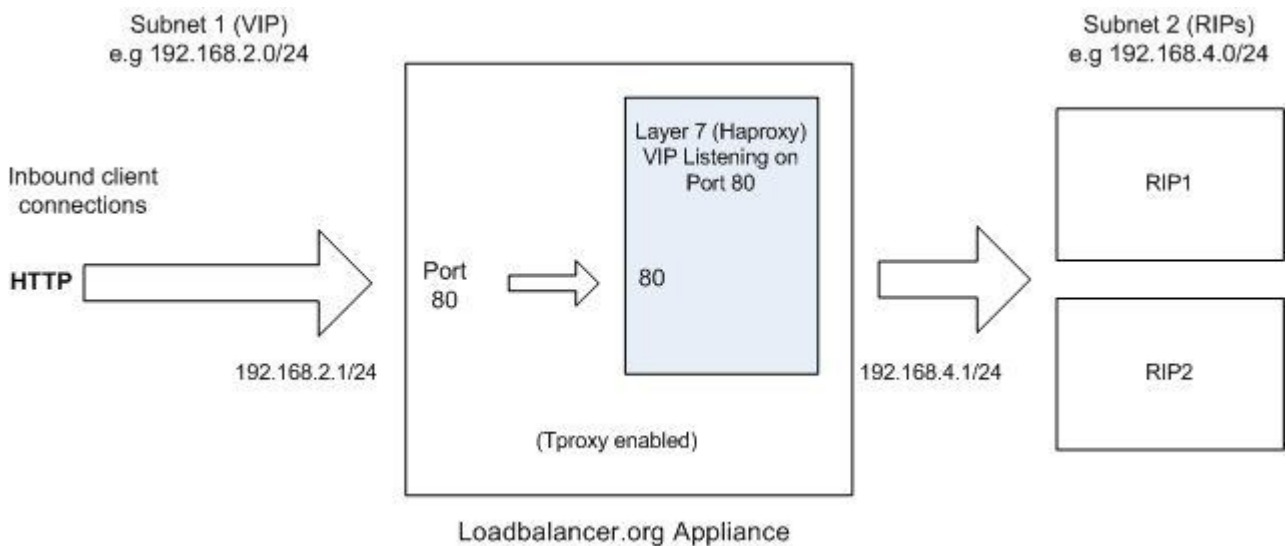 Subnet 1 (VIP)
e.g 192.168.2.0/24
Subnet 2 (RIPs)
e.g 192.168.4.0/24
Layer 7 (Haproxy)
VIP Listening on
Port 80
Inbound client
connections
HTTP
Port
80
80
RIP1
192.168.2.1/24
192.168.4.1/24
RIP2
(Tproxy enabled)
Loadbalancer.org Appliance